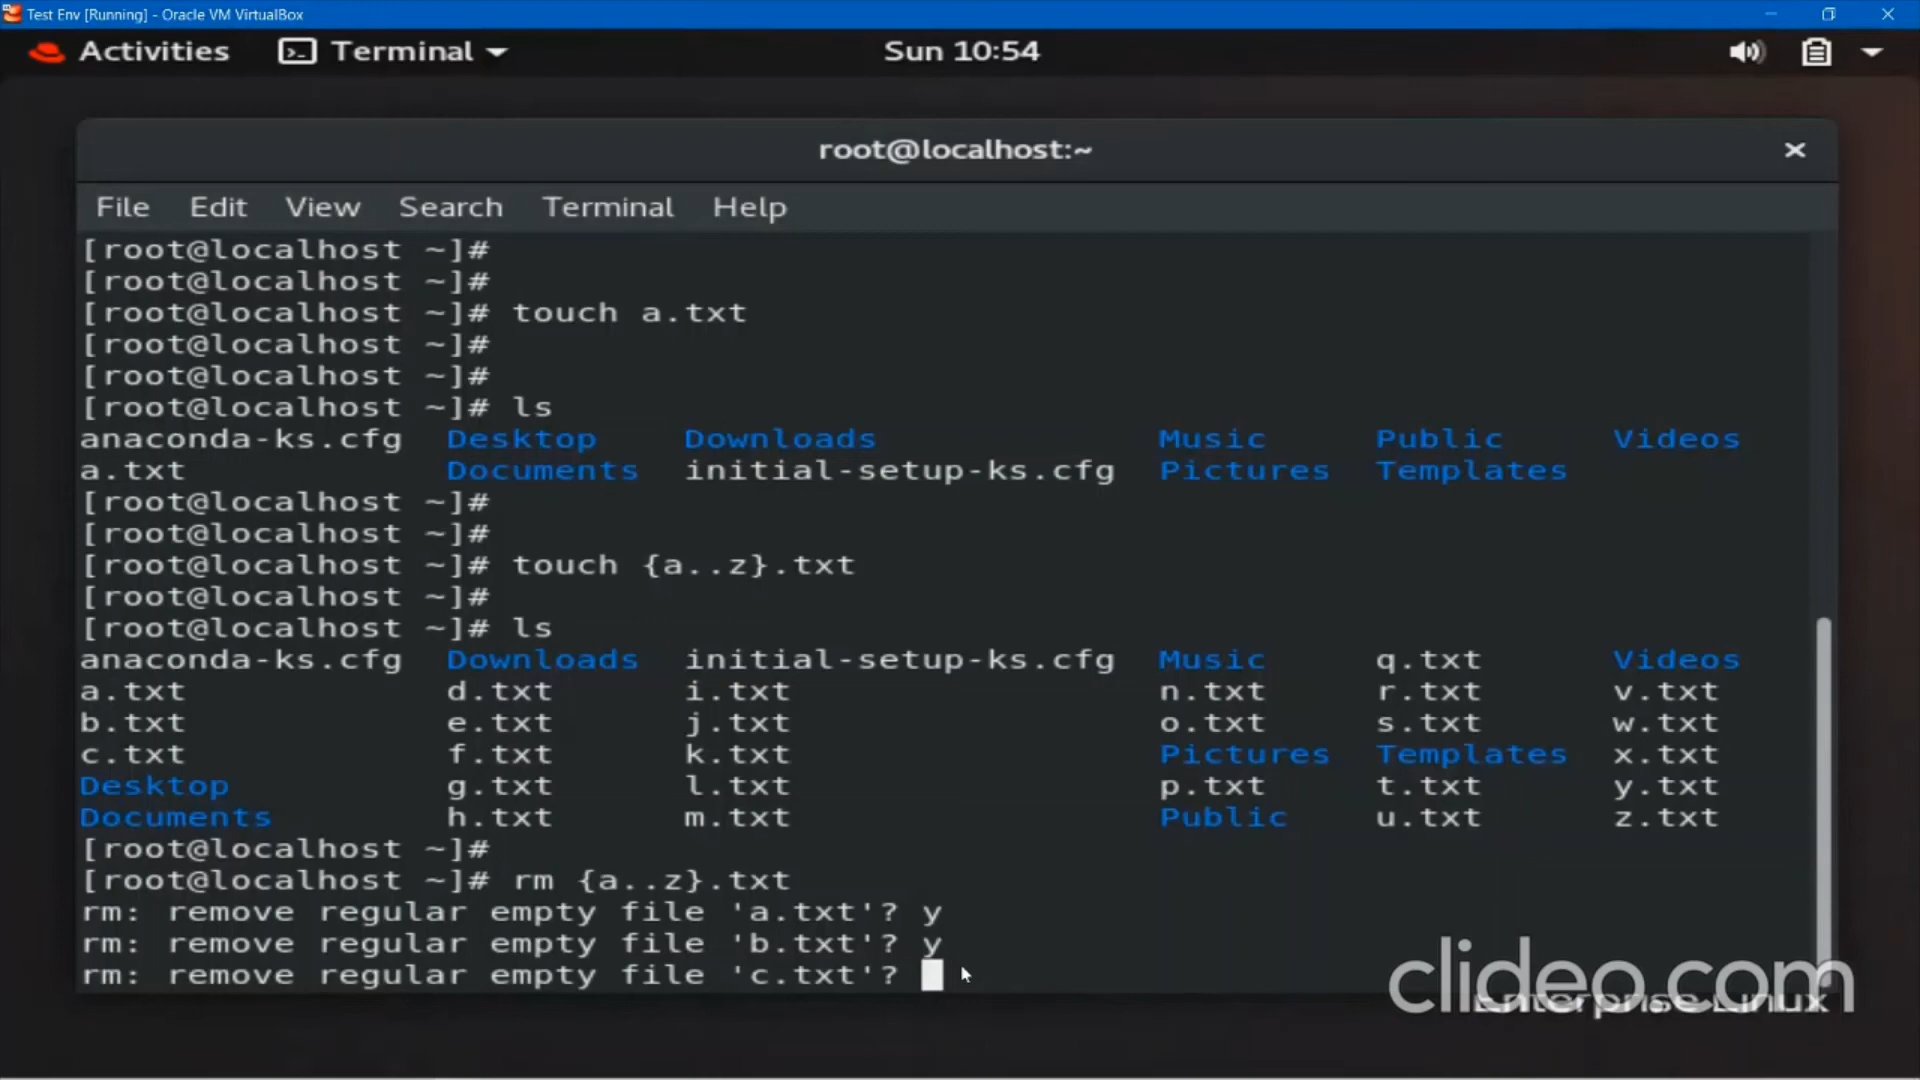 Test Env [Running] - Oracle VM VirtualBox
Activities Terminal Sun 10:54
root@localhost:~
File Edit View Search Terminal Help
[root@localhost ~]#
[root@localhost ~]#
[root@localhost ~]# touch a.txt
[root@localhost ~]#
[root@localhost ~]#
[root@localhost ~]# ls
anaconda-ks.cfg Desktop Downloads Music Public Videos
a.txt Documents initial-setup-ks.cfg Pictures Templates
[root@localhost ~]#
[root@localhost ~]#
[root@localhost ~]# touch {a..z}.txt
[root@localhost ~]#
[root@localhost ~]# ls
anaconda-ks.cfg Downloads initial-setup-ks.cfg Music q.txt Videos
a.txt d.txt i.txt n.txt r.txt v.txt
b.txt e.txt j.txt o.txt s.txt w.txt
c.txt f.txt k.txt Pictures Templates x.txt
Desktop g.txt l.txt p.txt t.txt y.txt
Documents h.txt m.txt Public u.txt z.txt
[root@localhost ~]#
[root@localhost ~]# rm {a..z}.txt
rm: remove regular empty file 'a.txt'? y
rm: remove regular empty file 'b.txt'? y
rm: remove regular empty file 'c.txt'?
clideo.com
Enterprise Linux